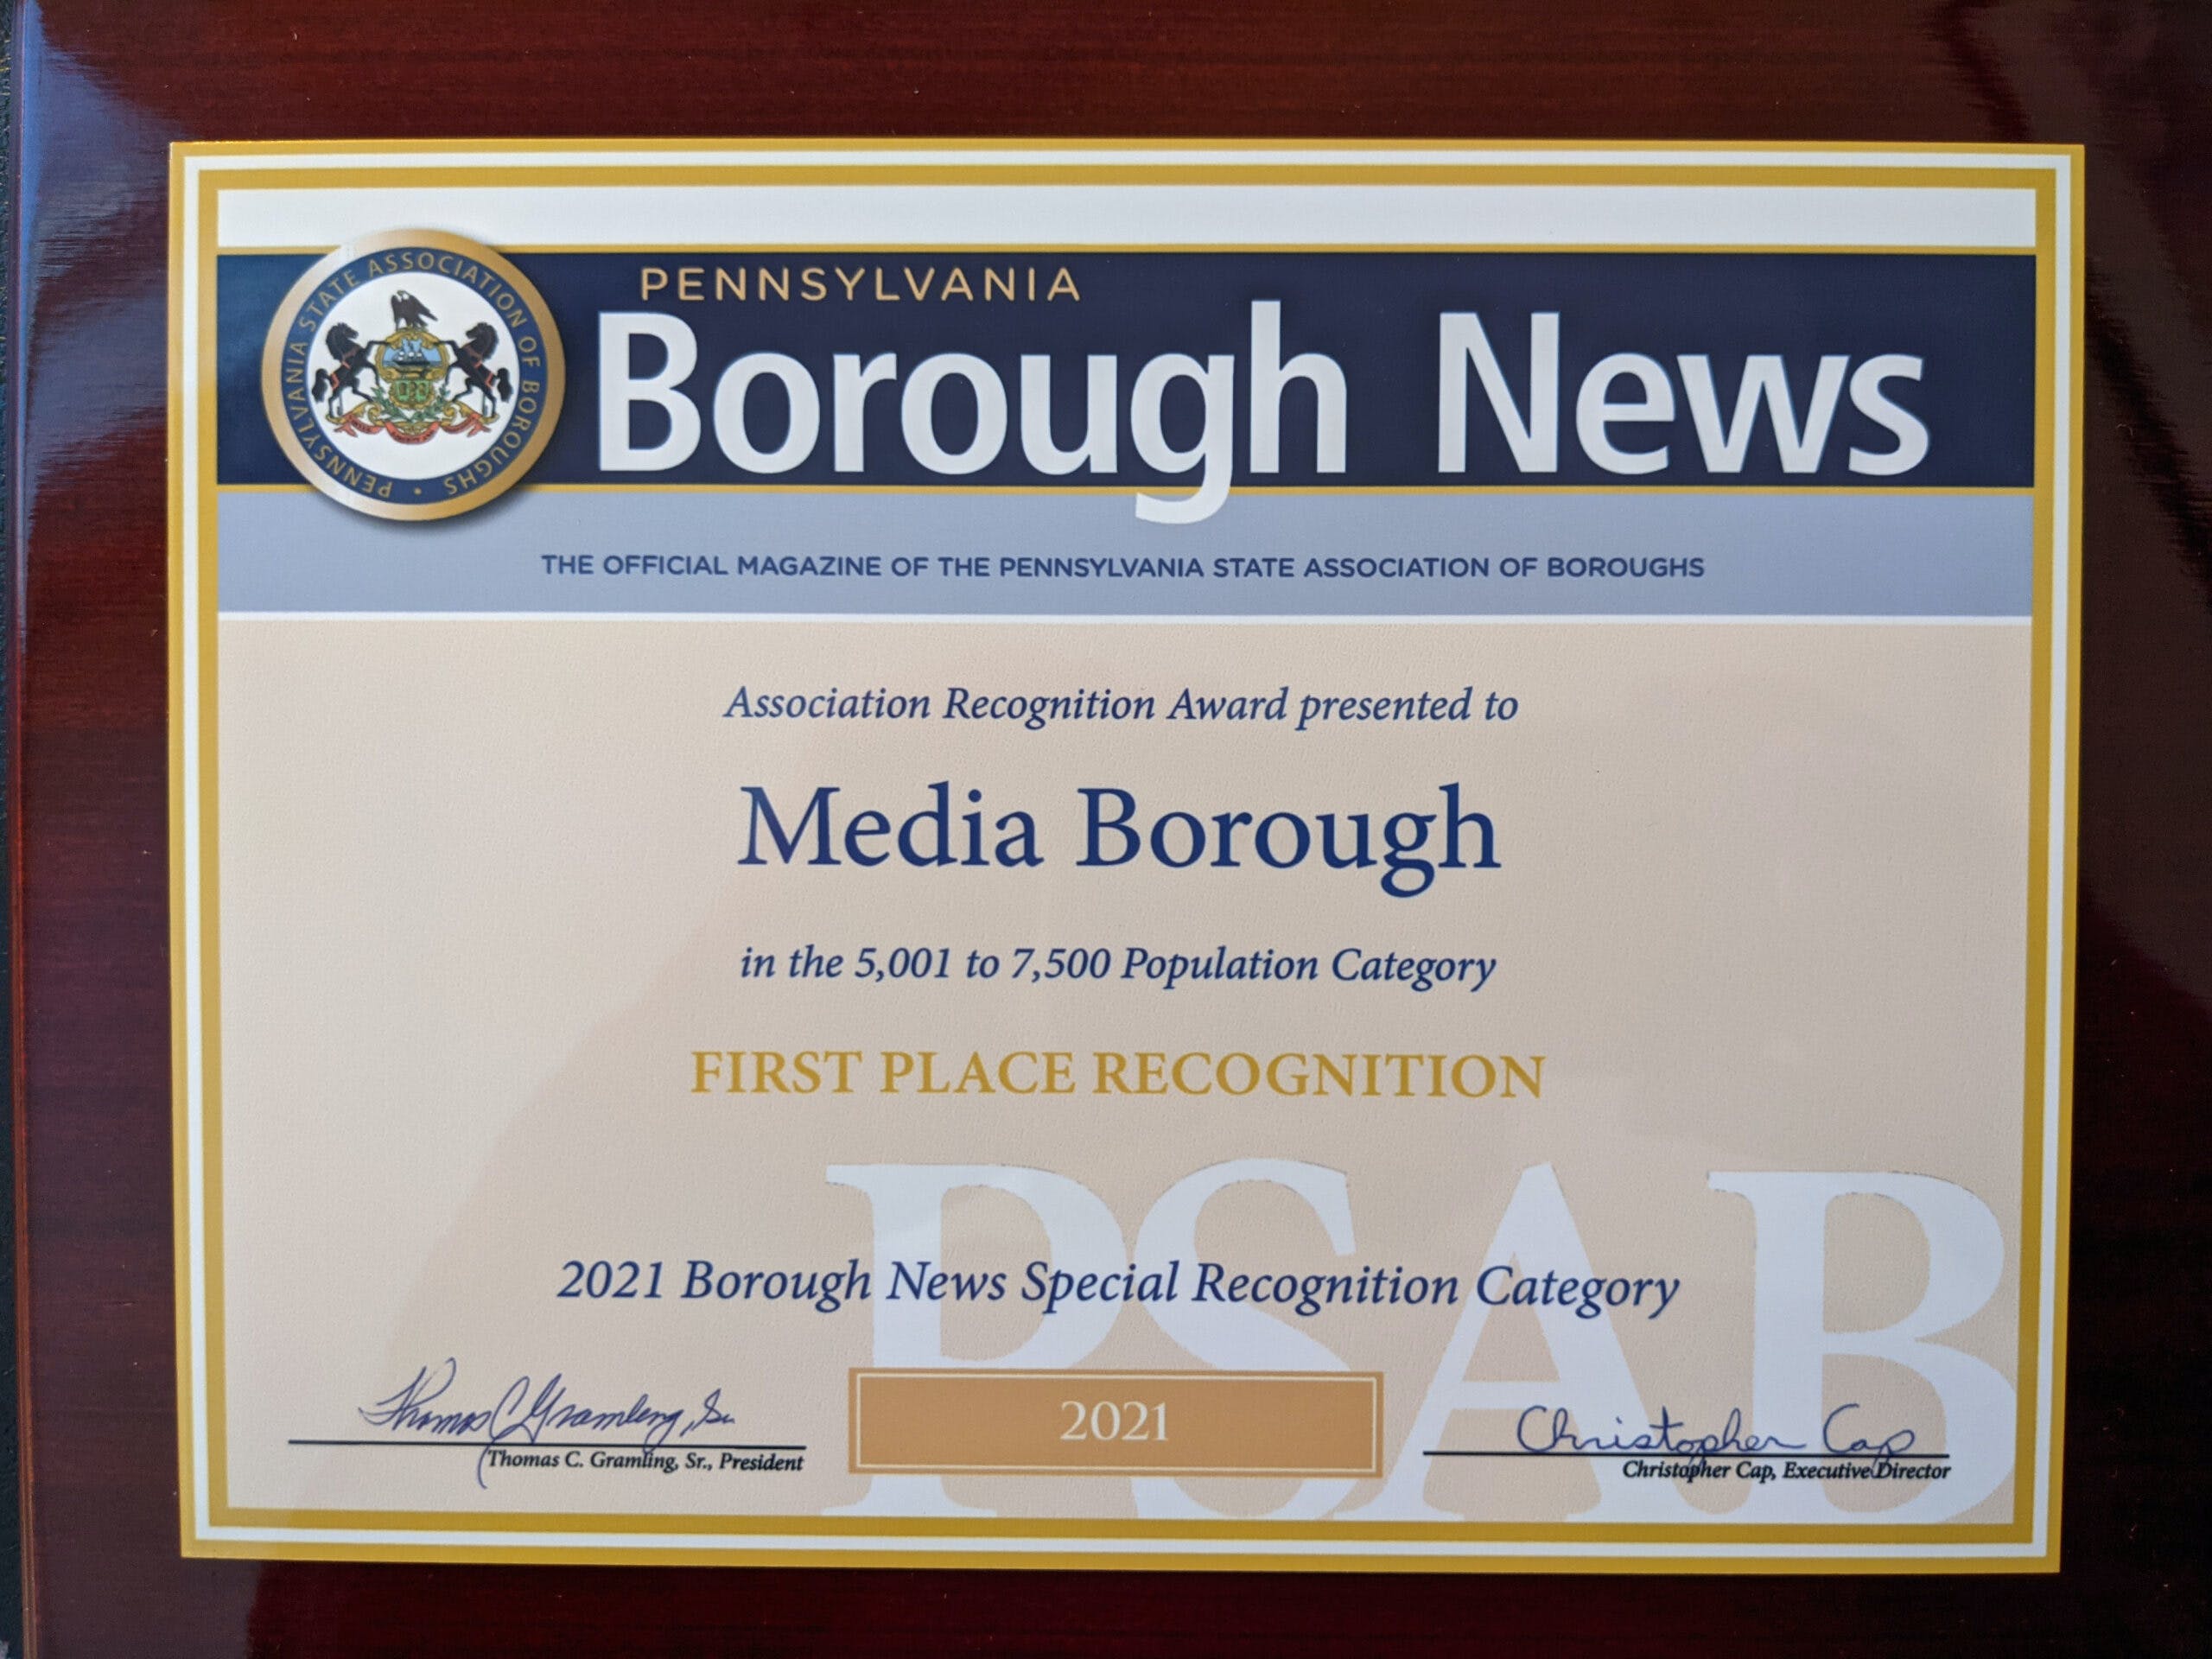 PENNSYLVANIA STATE ASSOCIATION OF BOROUGHS •
PENNSYLVANIA
Borough News
THE OFFICIAL MAGAZINE OF THE PENNSYLVANIA STATE ASSOCIATION OF BOROUGHS
Association Recognition Award presented to
Media Borough
in the 5,001 to 7,500 Population Category
FIRST PLACE RECOGNITION
PSAB
2021 Borough News Special Recognition Category
Thomas C Gramling, Sr.
Thomas C. Gramling, Sr., President
2021
Christopher Cap
Christopher Cap, Executive Director